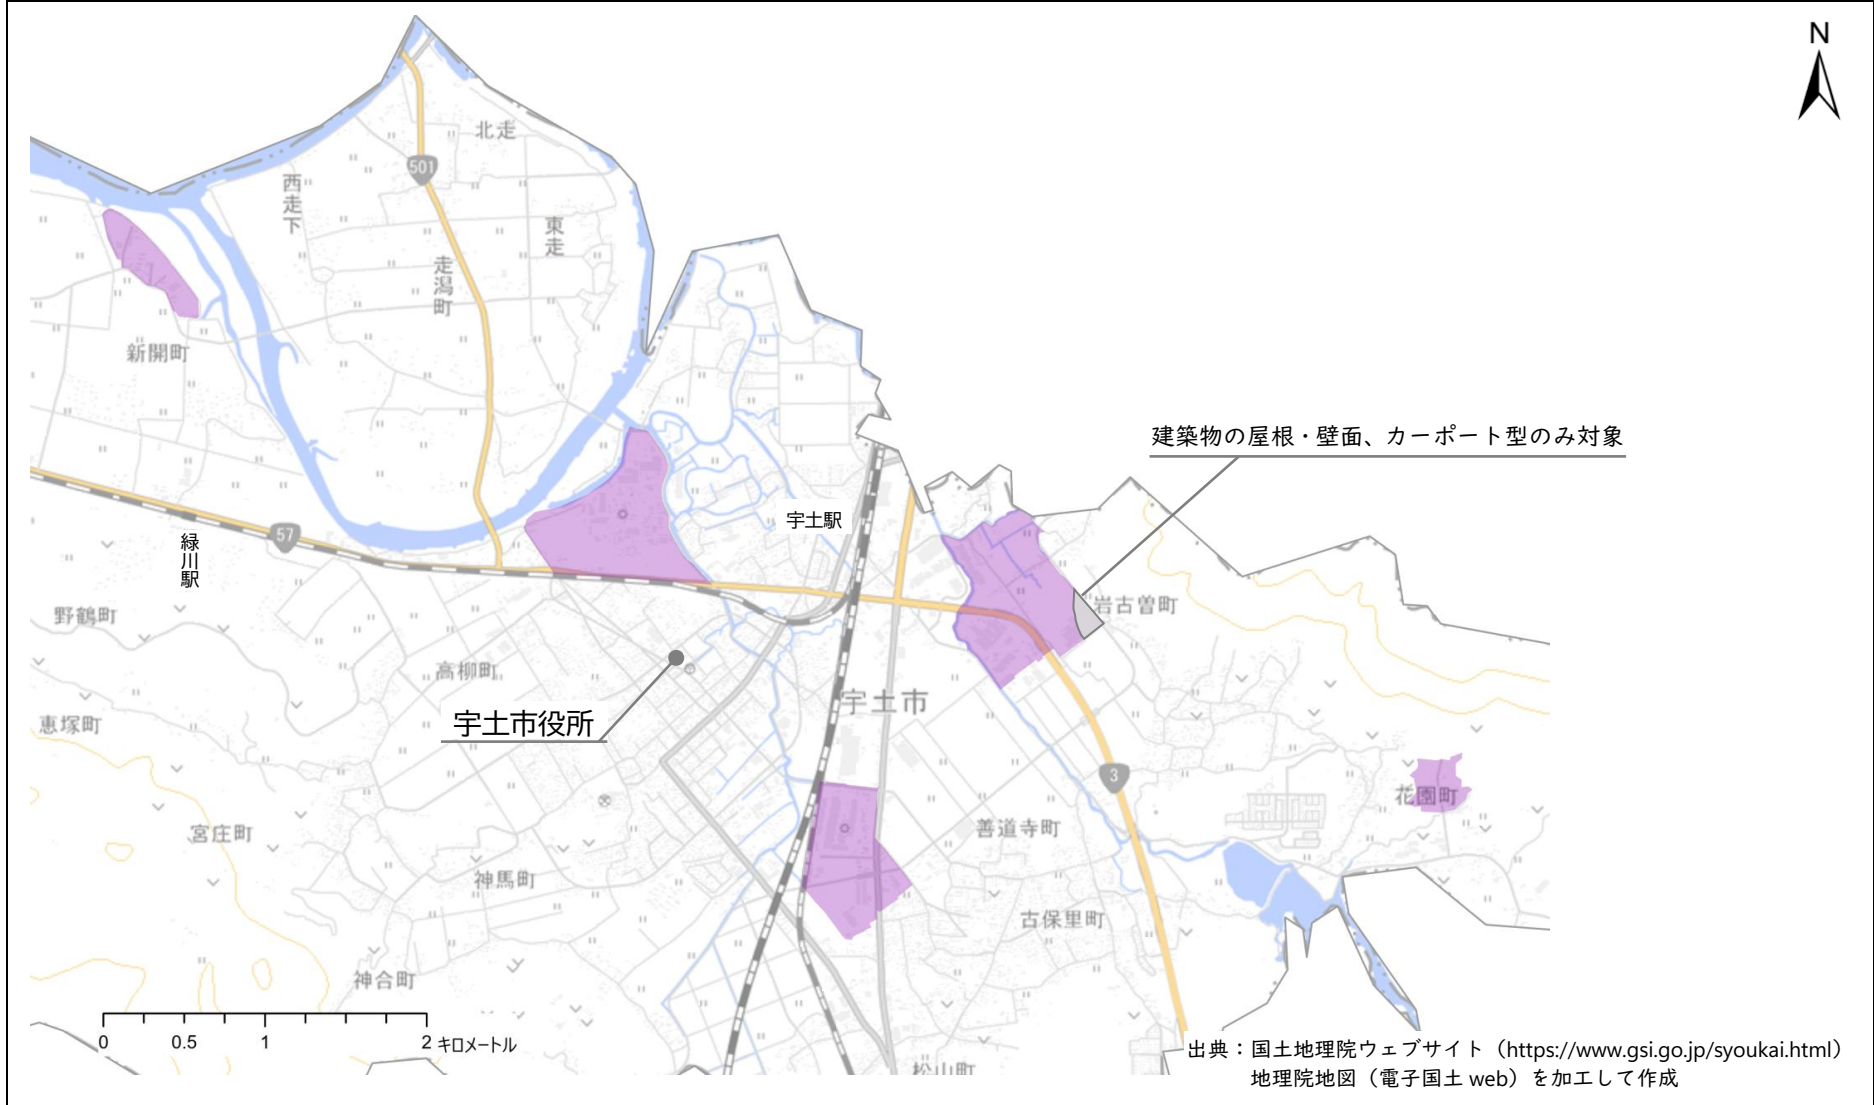 N
北走
501
西走下
東走
走潟町
新開町
建築物の屋根・壁面、カーポート型のみ対象
宇土駅
57
緑川駅
野鶴町
岩古曽町
高柳町
宇土市
恵塚町
宇土市役所
3
花園町
宮庄町
善道寺町
神馬町
古保里町
神合町
0 0.5 1 2 キロメートル
松山町
出典：国土地理院ウェブサイト（https://www.gsi.go.jp/syoukai.html）
地理院地図（電子国土 web）を加工して作成